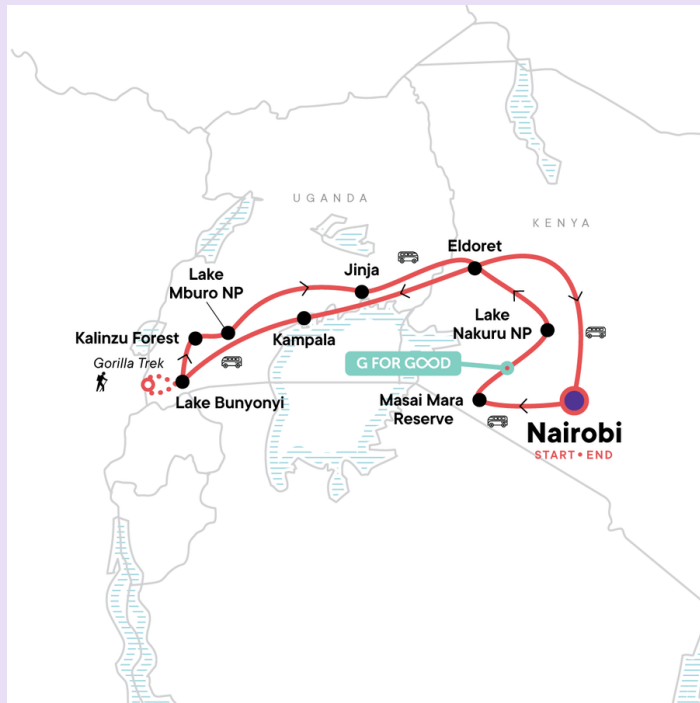 UGANDA
KENYA
Eldoret
Jinja
Lake
Mburo NP
Lake
Nakuru NP
Kalinzu Forest
Kampala
Gorilla Trek
G FOR GOOD
Lake Bunyonyi
Masai Mara
Reserve
Nairobi
START • END